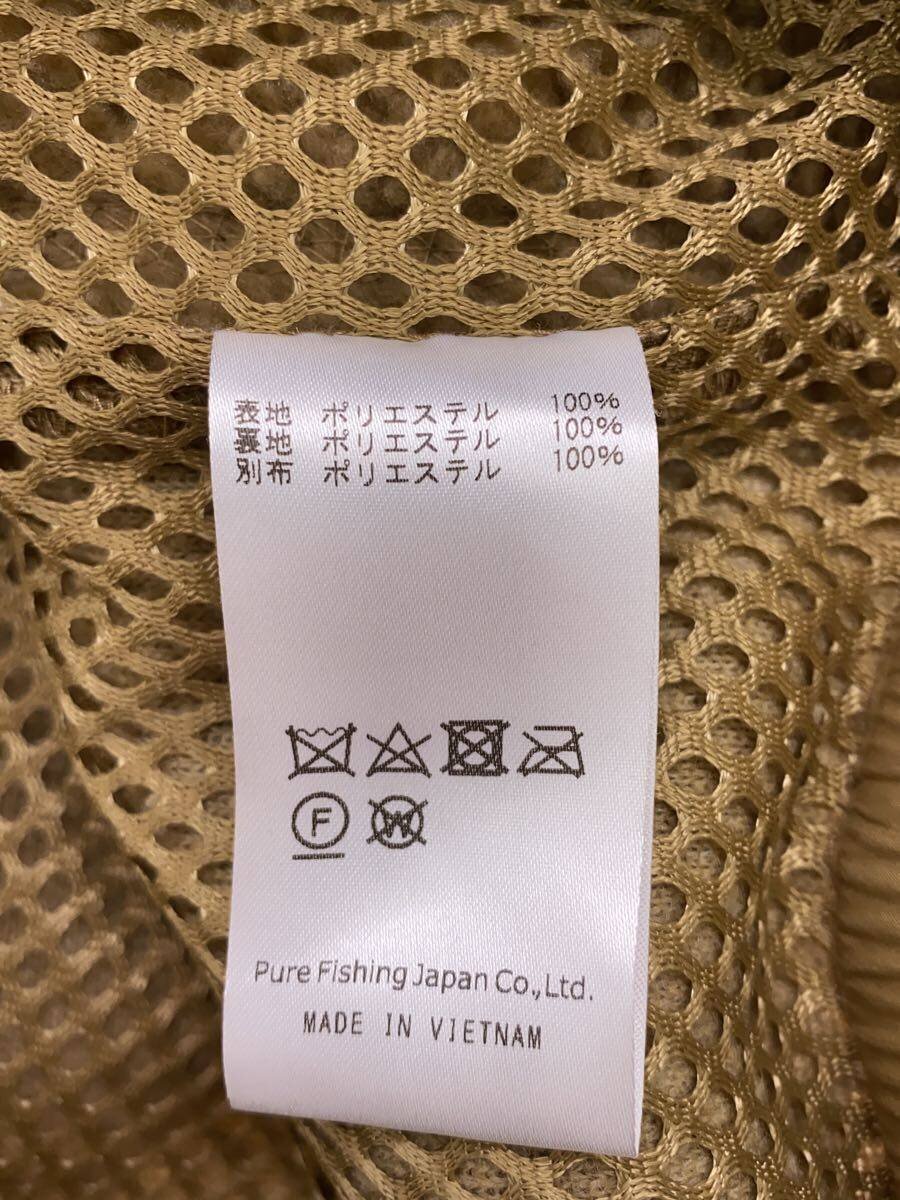 表地 ポリエステル 100%
裏地 ポリエステル 100%
別布 ポリエステル 100%
F W
Pure Fishing Japan Co.,Ltd.
MADE IN VIETNAM